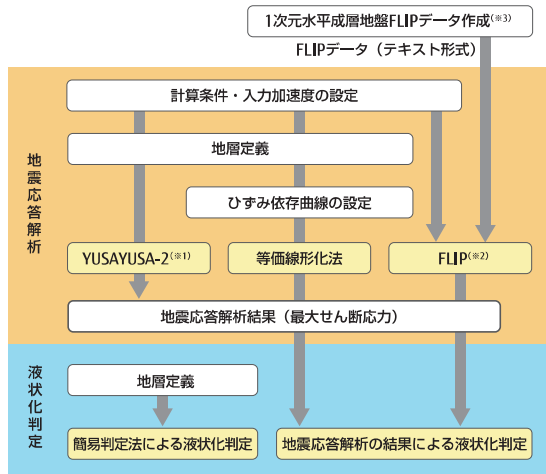 1次元水平成層地盤FLIPデータ作成(※3)
FLIPデータ（テキスト形式）
計算条件・入力加速度の設定
地層定義
ひずみ依存曲線の設定
地震応答解析
YUSAYUSA-2(※1)
等価線形化法
FLIP(※2)
地震応答解析結果（最大せん断応力）
液状化判定
地層定義
簡易判定法による液状化判定
地震応答解析の結果による液状化判定